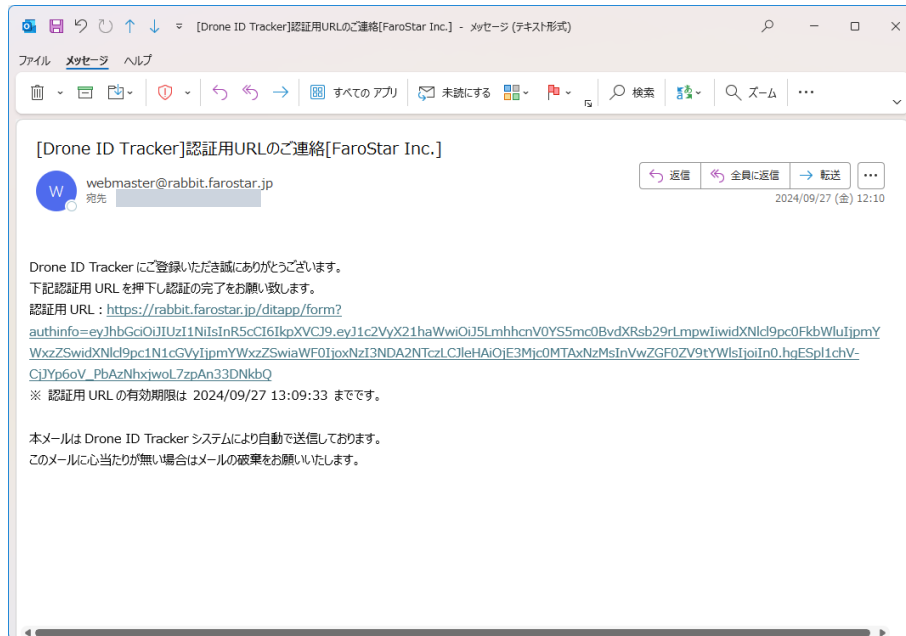 [Drone ID Tracker]認証用URLのご連絡[FaroStar Inc.] - メッセージ (テキスト形式)
ファイル メッセージ ヘルプ
すべての アプリ 未読にする 検索 ズーム
[Drone ID Tracker]認証用URLのご連絡[FaroStar Inc.]
W
webmaster@rabbit.farostar.jp
宛先
返信 全員に返信 転送
2024/09/27 (金) 12:10
Drone ID Tracker にご登録いただき誠にありがとうございます。
下記認証用 URL を押下し認証の完了をお願い致します。
認証用 URL : https://rabbit.farostar.jp/ditapp/form?
authinfo=eyJhbGciOiJIUzI1NiIsInR5cCI6IkpXVCJ9.eyJ1c2VyX21haWwiOiJ5LmhhcnV0YS5mc0BvdXRsb29rLmpwIiwidXNlcl9pc0FkbWluIjpmY
WxzZSwidXNlcl9pc1N1cGVyIjpmYWxzZSwiaWF0IjoxNzI3NDA2NTczLCJleHAiOjE3Mjc0MTAxNzMsInVwZGF0ZV9tYWlsIjoiIn0.hgESpl1chV-
CjJYp6oV_PbAzNhxjwoL7zpAn33DNkbQ
※ 認証用 URL の有効期限は 2024/09/27 13:09:33 までです。
本メールは Drone ID Tracker システムにより自動で送信しております。
このメールに心当たりが無い場合はメールの破棄をお願いいたします。